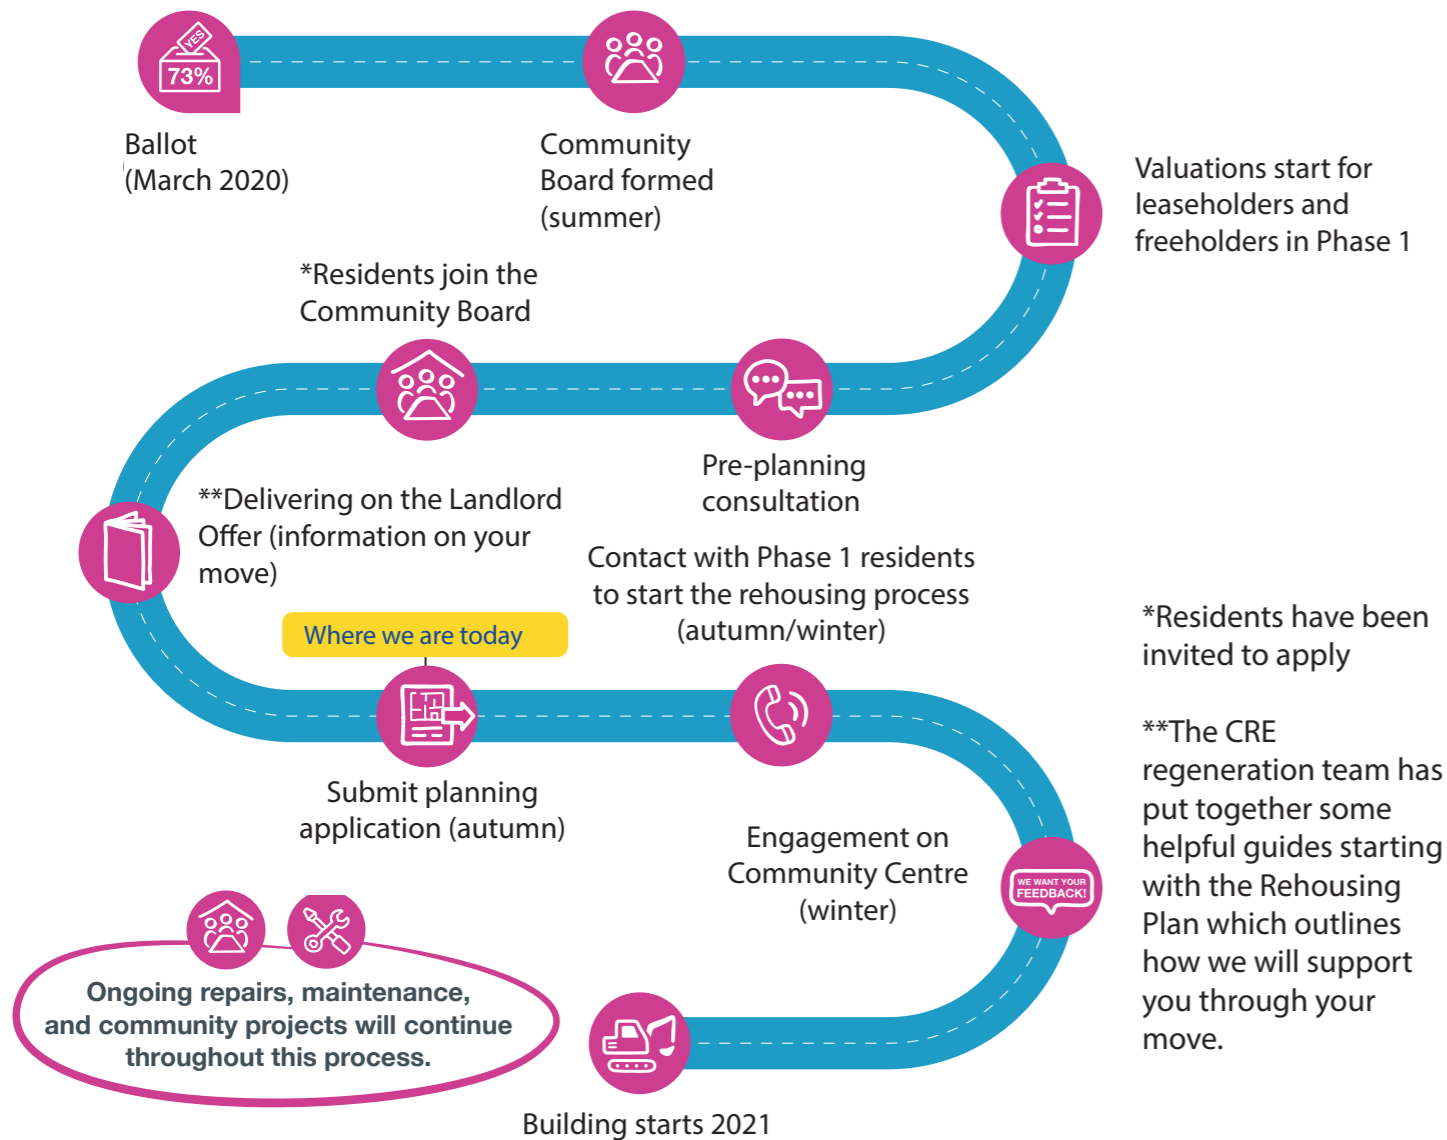 YES
73%
Ballot
(March 2020)
Community
Board formed
(summer)
Valuations start for
leaseholders and
freeholders in Phase 1
*Residents join the
Community Board
Pre-planning
consultation
**Delivering on the Landlord
Offer (information on your
move)
Where we are today
Submit planning
application (autumn)
Contact with Phase 1 residents
to start the rehousing process
(autumn/winter)
Engagement on
Community Centre
(winter)
WE WANT YOUR
FEEDBACK!
Building starts 2021
Ongoing repairs, maintenance,
and community projects will continue
throughout this process.
*Residents have been
invited to apply
**The CRE
regeneration team has
put together some
helpful guides starting
with the Rehousing
Plan which outlines
how we will support
you through your
move.